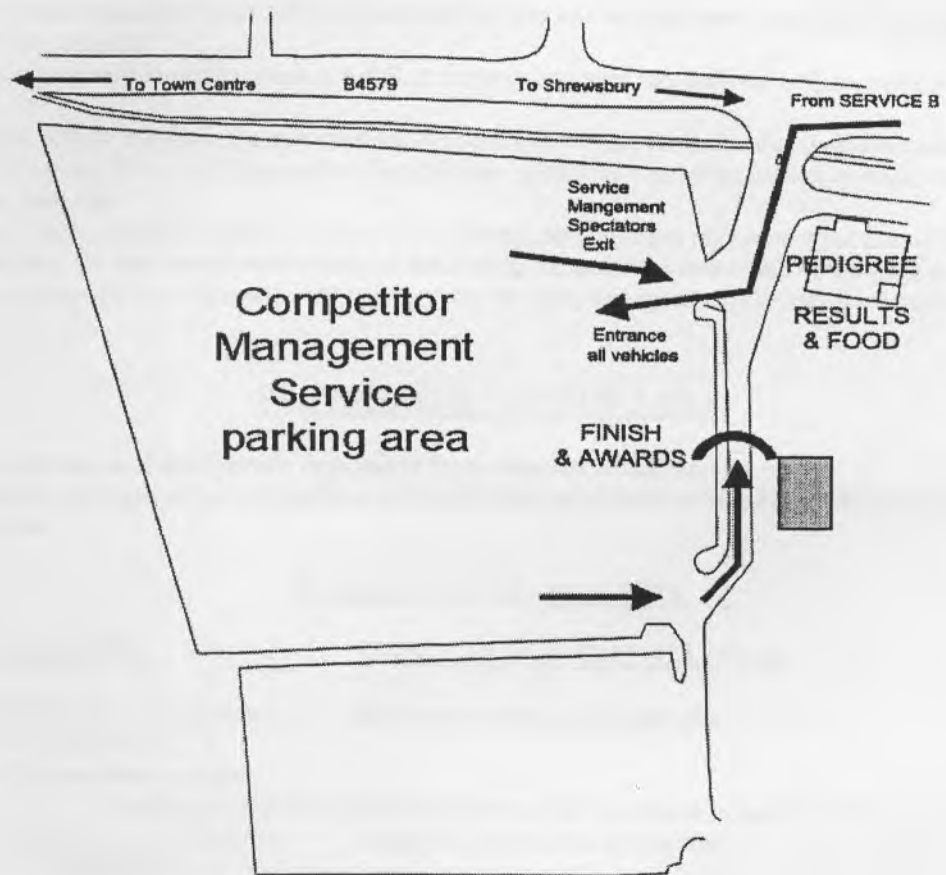 To Town Centre B4579 To Shrewsbury
From SERVICE B
Service
Mangement
Spectators
Exit
PEDIGREE
RESULTS
& FOOD
Entrance
all vehicles
Competitor
Management
Service
parking area
FINISH
& AWARDS